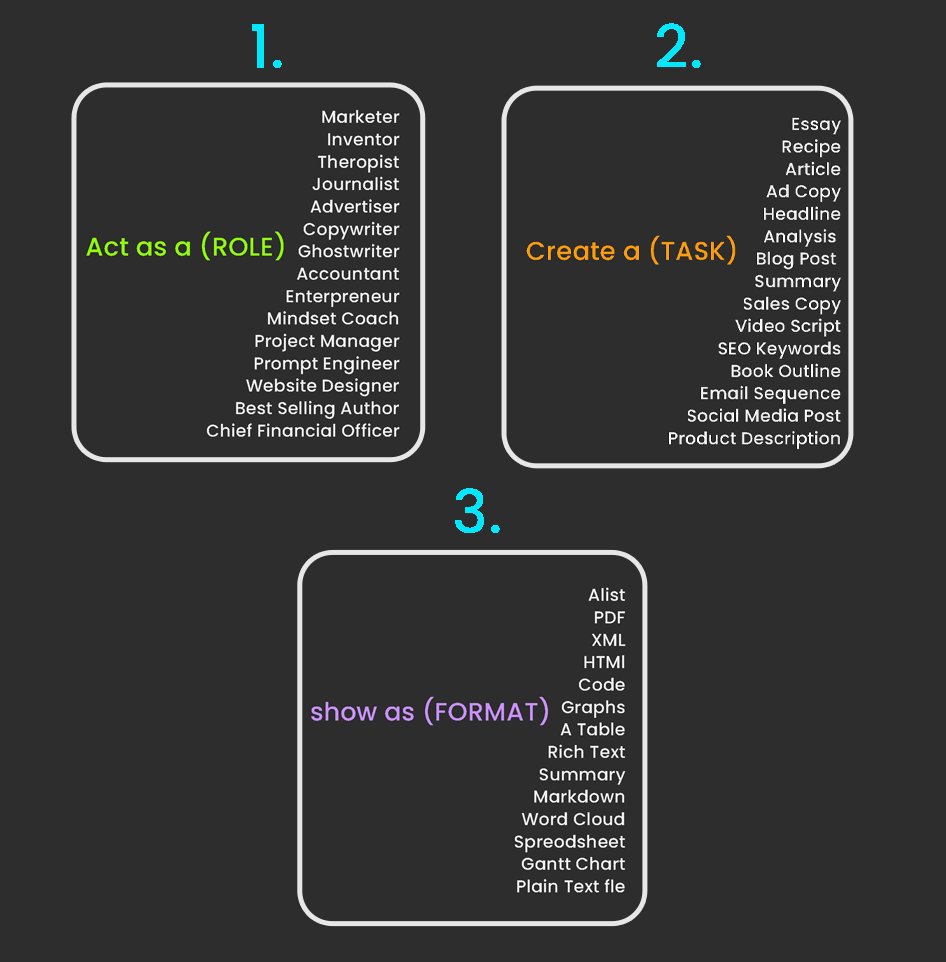 1.
Act as a (ROLE)
Marketer
Inventor
Theropist
Journalist
Advertiser
Copywriter
Ghostwriter
Accountant
Enterpreneur
Mindset Coach
Project Manager
Prompt Engineer
Website Designer
Best Selling Author
Chief Financial Officer
2.
Create a (TASK)
Essay
Recipe
Article
Ad Copy
Headline
Analysis
Blog Post
Summary
Sales Copy
Video Script
SEO Keywords
Book Outline
Email Sequence
Social Media Post
Product Description
3.
show as (FORMAT)
Alist
PDF
XML
HTMl
Code
Graphs
A Table
Rich Text
Summary
Markdown
Word Cloud
Spreodsheet
Gantt Chart
Plain Text fle